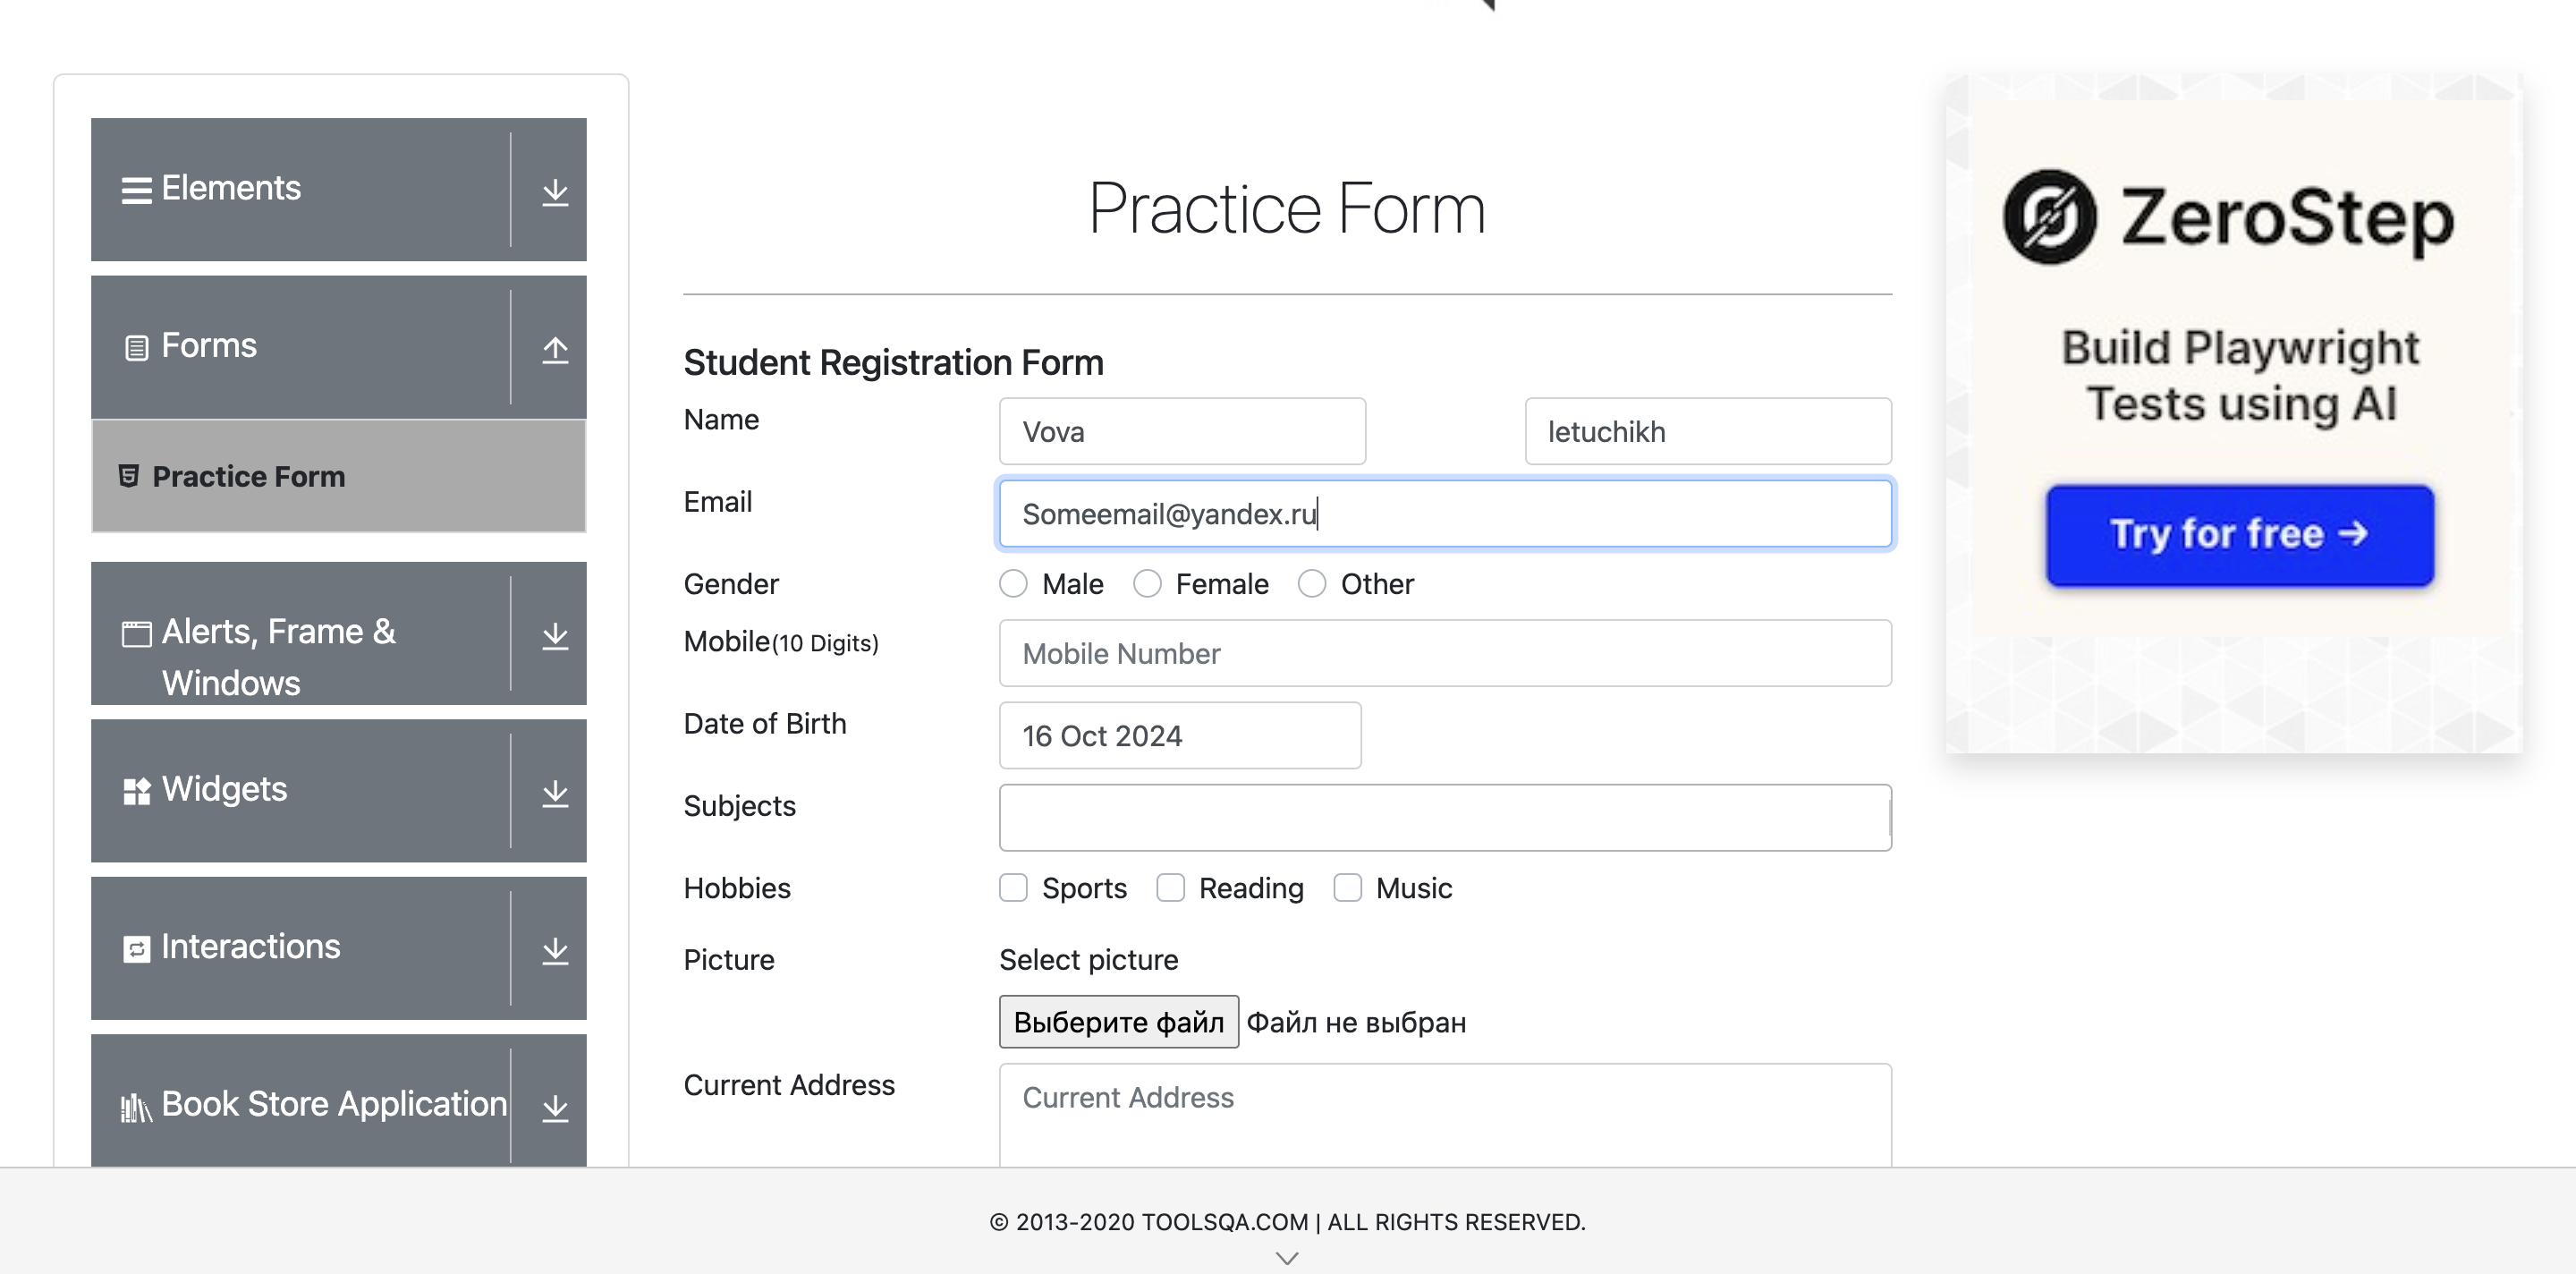 Elements
Forms
Practice Form
Alerts, Frame &
Windows
Widgets
Interactions
Book Store Application
Practice Form
Student Registration Form
Name
Vova
letuchikh
Email
Someemail@yandex.ru
Gender
Male
Female
Other
Mobile(10 Digits)
Mobile Number
Date of Birth
16 Oct 2024
Subjects
Hobbies
Sports
Reading
Music
Picture
Select picture
Выберите файл Файл не выбран
Current Address
Current Address
ZeroStep
Build Playwright
Tests using AI
Try for free →
© 2013-2020 TOOLSQA.COM | ALL RIGHTS RESERVED.